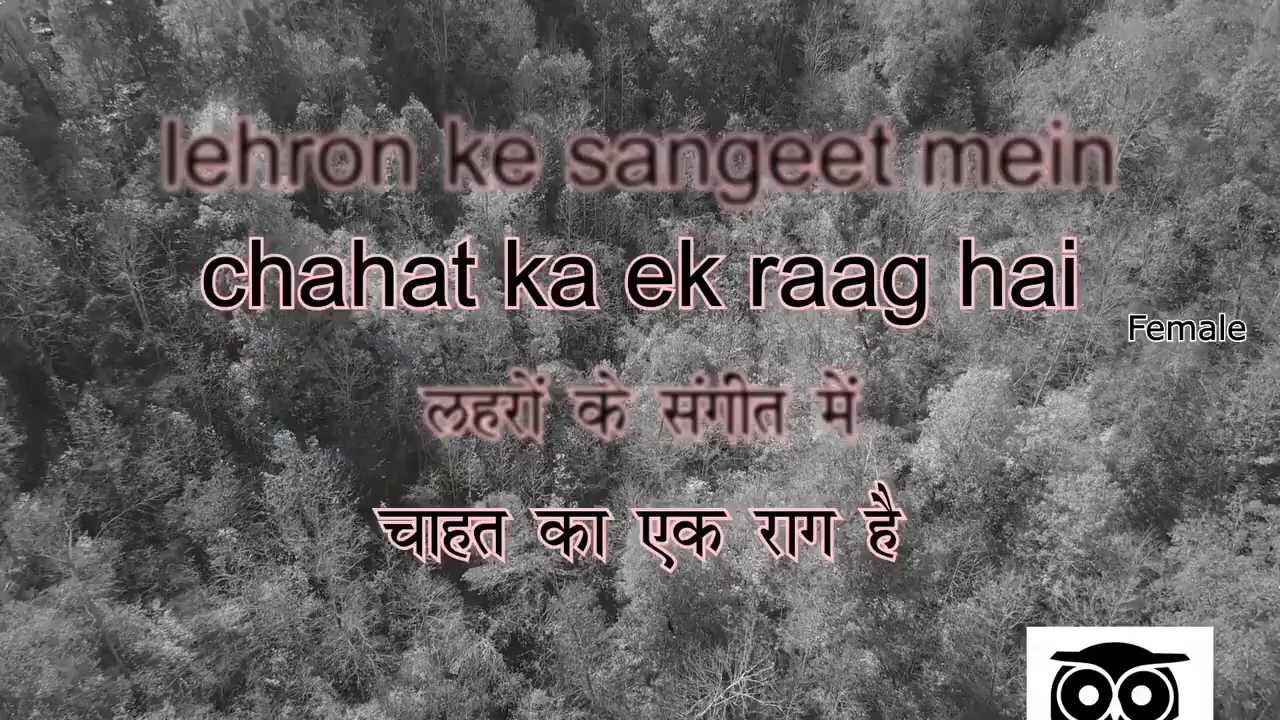 lehron ke sangeet mein
chahat ka ek raag hai
Female
लहरों के संगीत में
चाहत का एक राग है